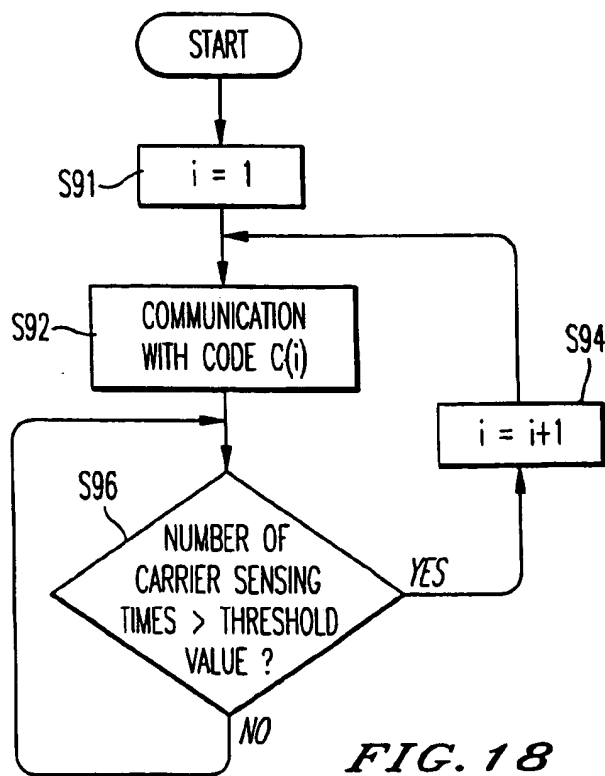 START
S91
i = 1
S92
COMMUNICATION
WITH CODE C(i)
S94
i = i+1
S96
NUMBER OF
CARRIER SENSING
TIMES > THRESHOLD
VALUE ?
YES
NO
FIG. 18